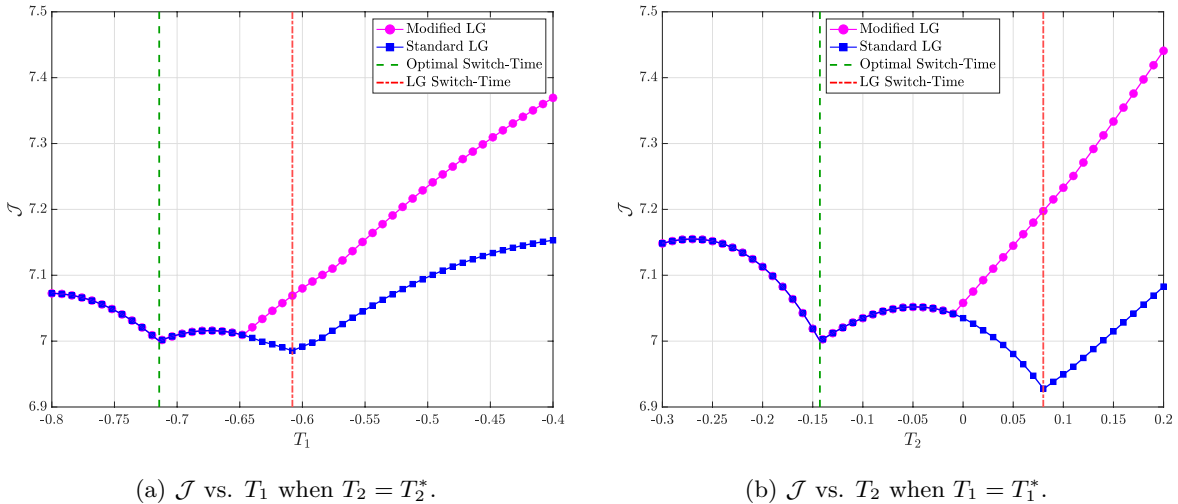 7.5
7.4
7.3
7.2
7.1
7
6.9
𝒥
-0.8 -0.75 -0.7 -0.65 -0.6 -0.55 -0.5 -0.45 -0.4
T₁
Modified LG
Standard LG
Optimal Switch-Time
LG Switch-Time
(a) 𝒥 vs. T₁ when T₂ = T₂*.
7.5
7.4
7.3
7.2
7.1
7
6.9
𝒥
-0.3 -0.25 -0.2 -0.15 -0.1 -0.05 0 0.05 0.1 0.15 0.2
T₂
Modified LG
Standard LG
Optimal Switch-Time
LG Switch-Time
(b) 𝒥 vs. T₂ when T₁ = T₁*.